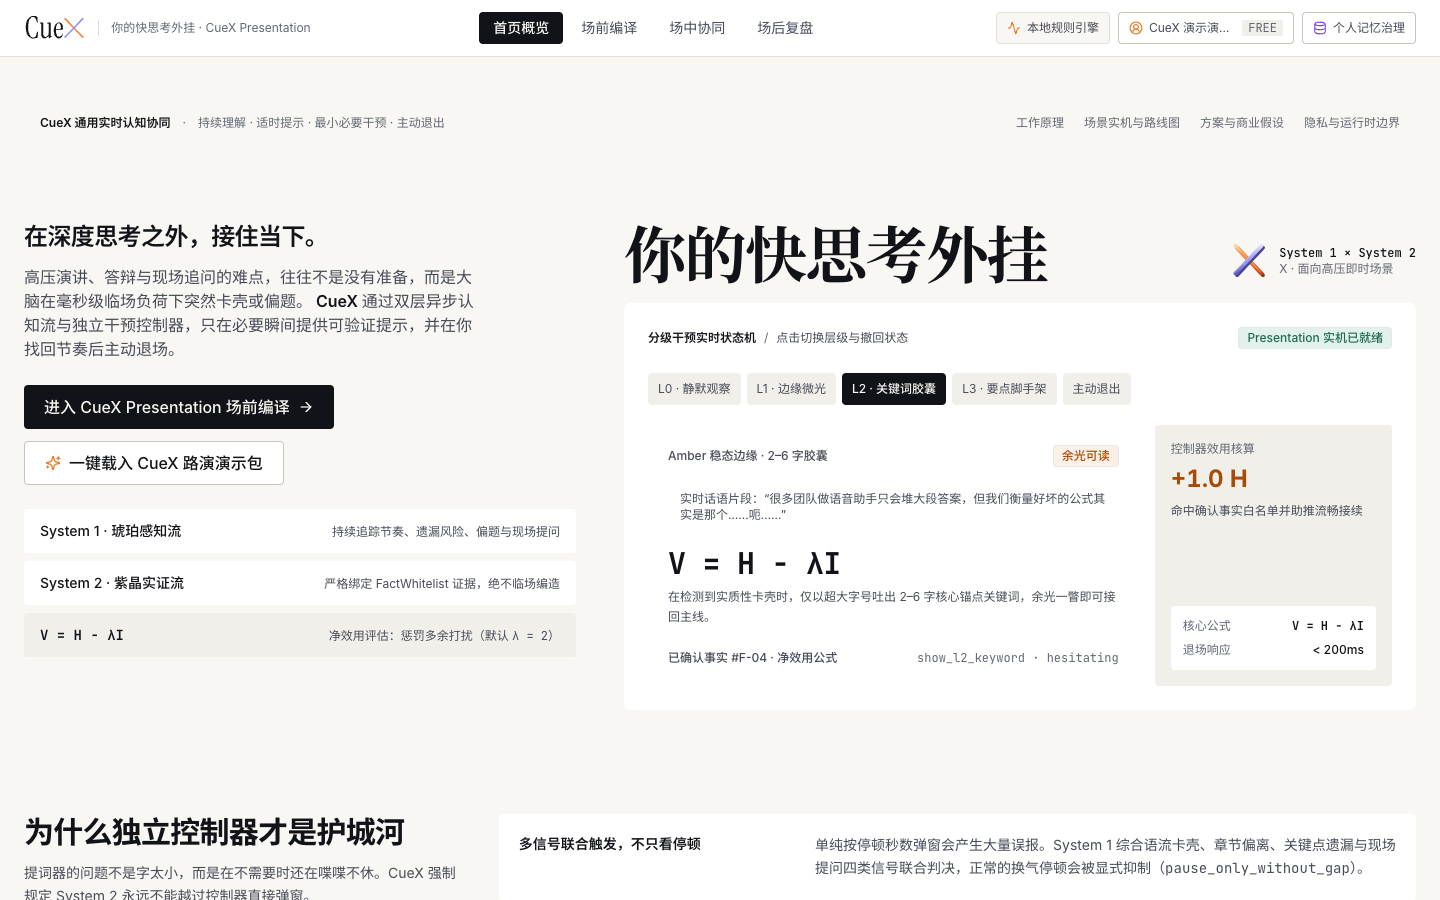 CueX
你的快思考外挂 · CueX Presentation
首页概览
场前编译
场中协同
场后复盘
本地规则引擎
CueX 演示演...
FREE
个人记忆治理
CueX 通用实时认知协同 · 持续理解 · 适时提示 · 最小必要干预 · 主动退出
工作原理
场景实机与路线图
方案与商业假设
隐私与运行时边界
在深度思考之外，接住当下。
高压演讲、答辩与现场追问的难点，往往不是没有准备，而是大
脑在毫秒级临场负荷下突然卡壳或偏题。 CueX 通过双层异步认
知流与独立干预控制器，只在必要瞬间提供可验证提示，并在你
找回节奏后主动退场。
进入 CueX Presentation 场前编译 →
一键载入 CueX 路演演示包
System 1 · 琥珀感知流
持续追踪节奏、遗漏风险、偏题与现场提问
System 2 · 紫晶实证流
严格绑定 FactWhitelist 证据，绝不临场编造
V = H - λI
净效用评估：惩罚多余打扰（默认 λ = 2）
你的快思考外挂
System 1 × System 2
X · 面向高压即时场景
分级干预实时状态机 / 点击切换层级与撤回状态
Presentation 实机已就绪
L0 · 静默观察
L1 · 边缘微光
L2 · 关键词胶囊
L3 · 要点脚手架
主动退出
Amber 稳态边缘 · 2–6 字胶囊
余光可读
实时话语片段：“很多团队做语音助手只会堆大段答案，但我们衡量好坏的公式其
实是那个……呃……”
V = H - λI
在检测到实质性卡壳时，仅以超大字号吐出 2–6 字核心锚点关键词，余光一瞥即可接
回主线。
已确认事实 #F-04 · 净效用公式
show_l2_keyword · hesitating
控制器效用核算
+1.0 H
命中确认事实白名单并助推流畅接续
核心公式
V = H - λI
退场响应
< 200ms
为什么独立控制器才是护城河
提词器的问题不是字太小，而是在不需要时还在喋喋不休。CueX 强制
规定 System 2 永远不能越过控制器直接弹窗。
多信号联合触发，不只看停顿
单纯按停顿秒数弹窗会产生大量误报。System 1 综合语流卡壳、章节偏离、关键点遗漏与现场
提问四类信号联合判决，正常的换气停顿会被显式抑制（pause_only_without_gap）。